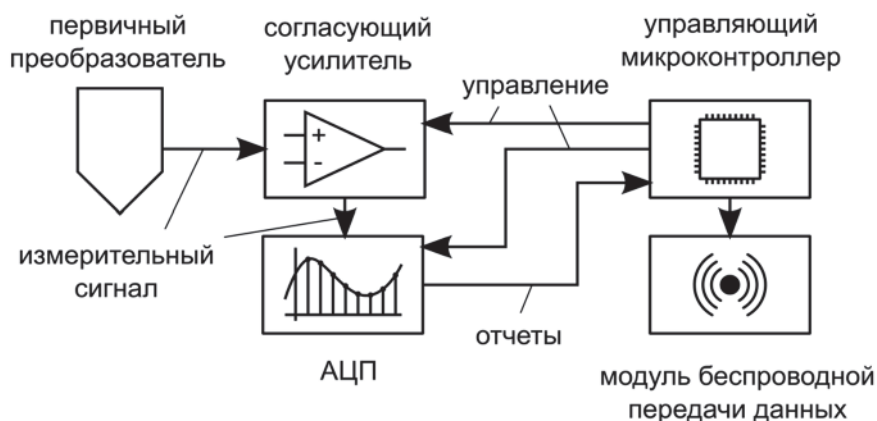 первичный
преобразователь
согласующий
усилитель
управляющий
микроконтроллер
управление
+
-
измерительный
сигнал
отчеты
АЦП
модуль беспроводной
передачи данных